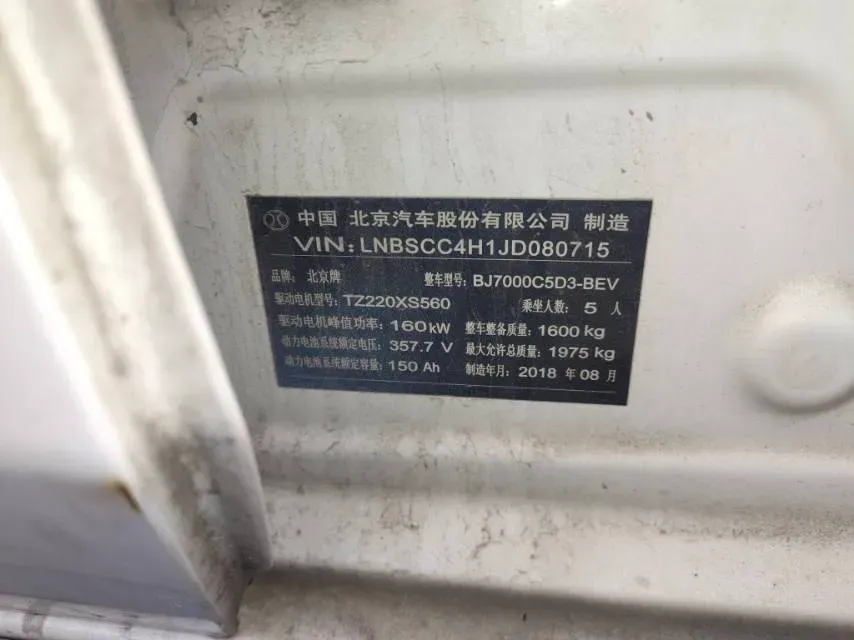 中国 北京汽车股份有限公司 制造
VIN: LNBSCC4H1JD080715
品牌: 北京牌 整车型号: BJ7000C5D3-BEV
驱动电机型号: TZ220XS560 乘坐人数: 5 人
驱动电机峰值功率: 160kW 整车整备质量: 1600 kg
动力电池系统额定电压: 357.7 V 最大允许总质量: 1975 kg
动力电池系统额定容量: 150 Ah 制造年月: 2018 年 08 月